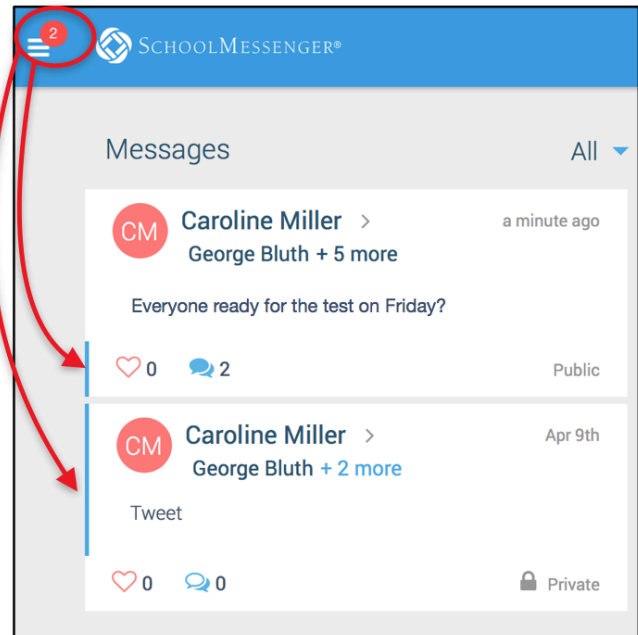 2
SCHOOLMESSENGER®
Messages
All
CM
Caroline Miller >
a minute ago
George Bluth + 5 more
Everyone ready for the test on Friday?
0
2
Public
CM
Caroline Miller >
Apr 9th
George Bluth + 2 more
Tweet
0
0
Private